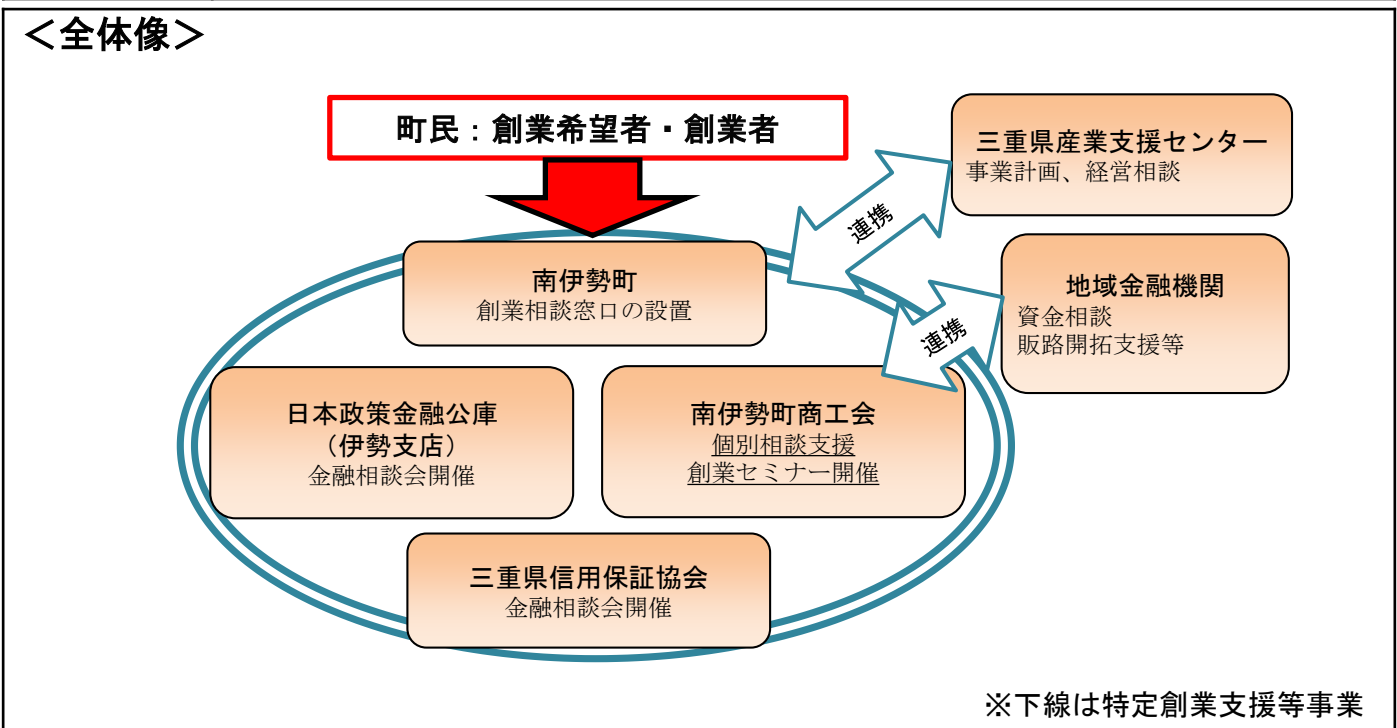 ＜全体像＞
町民：創業希望者・創業者
三重県産業支援センター
事業計画、経営相談
連携
南伊勢町
創業相談窓口の設置
地域金融機関
資金相談
販路開拓支援等
連携
日本政策金融公庫
（伊勢支店）
金融相談会開催
南伊勢町商工会
個別相談支援
創業セミナー開催
三重県信用保証協会
金融相談会開催
※下線は特定創業支援等事業